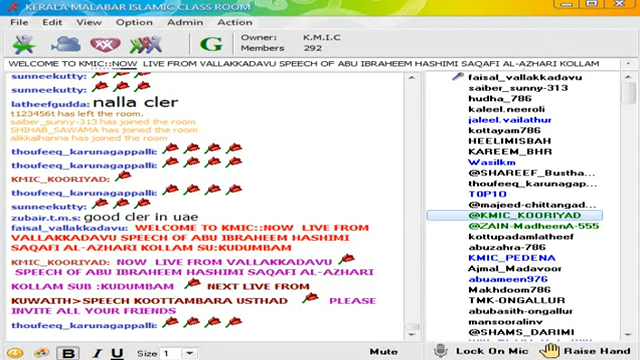 KERALA MALABAR ISLAMIC CLASS ROOM
File Edit View Option Admin Action
G
Owner: K.M.I.C
Members 292
WELCOME TO KMIC::NOW LIVE FROM VALLAKKADAVU SPEECH OF ABU IBRAHEEM HASHIMI SAQAFI AL-AZHARI KOLLAM
sunneekutty:
sunneekutty:
latheefgudda: nalla cler
t123456t has left the room.
saiber_sunny-313 has joined the room
SHIHAB_SAWAMA has joined the room
alikkalhanna has joined the room
thoufeeq_karunagappalli:
thoufeeq_karunagappalli:
KMIC_KOORIYAD:
thoufeeq_karunagappalli:
sunneekutty:
zubair.t.m.s: good cler in uae
faisal_vallakkadavu: WELCOME TO KMIC::NOW LIVE FROM
VALLAKKADAVU SPEECH OF ABU IBRAHEEM HASHIMI
SAQAFI AL-AZHARI KOLLAM SU:KUDUMBAM
KMIC_KOORIYAD: NOW LIVE FROM VALLAKKADAVU
SPEECH OF ABU IBRAHEEM HASHIMI SAQAFI AL-AZHARI
KOLLAM SUB :KUDUMBAM NEXT LIVE FROM
KUWAITH>SPEECH KOOTTAMBARA USTHAD PLEASE
INVITE ALL YOUR FRIENDS
thoufeeq_karunagappalli:
faisal_vallakkadavu
saiber_sunny-313
hudha_786
kaleel.neeroli
jaleel.vailathur
kottayam786
HEELIMISBAH
KAREEM_BHR
Wasilkm
@SHAREEF_Bustha...
thoufeeq_karunagap...
TOP10
@majeed-chittangad...
@KMIC_KOORIYAD
@ZAIN-MadheenA-555
kottupadamlatheef
abuzahra-786
KMIC_PEDENA
Ajmal_Madavoor
abuameen976
Makhdoom786
TMK-ONGALLUR
abubasith-ongallur
mansooralinv
@SHAMS_DARIMI
B I U Size 1 Mute Lock On Mic Raise Hand